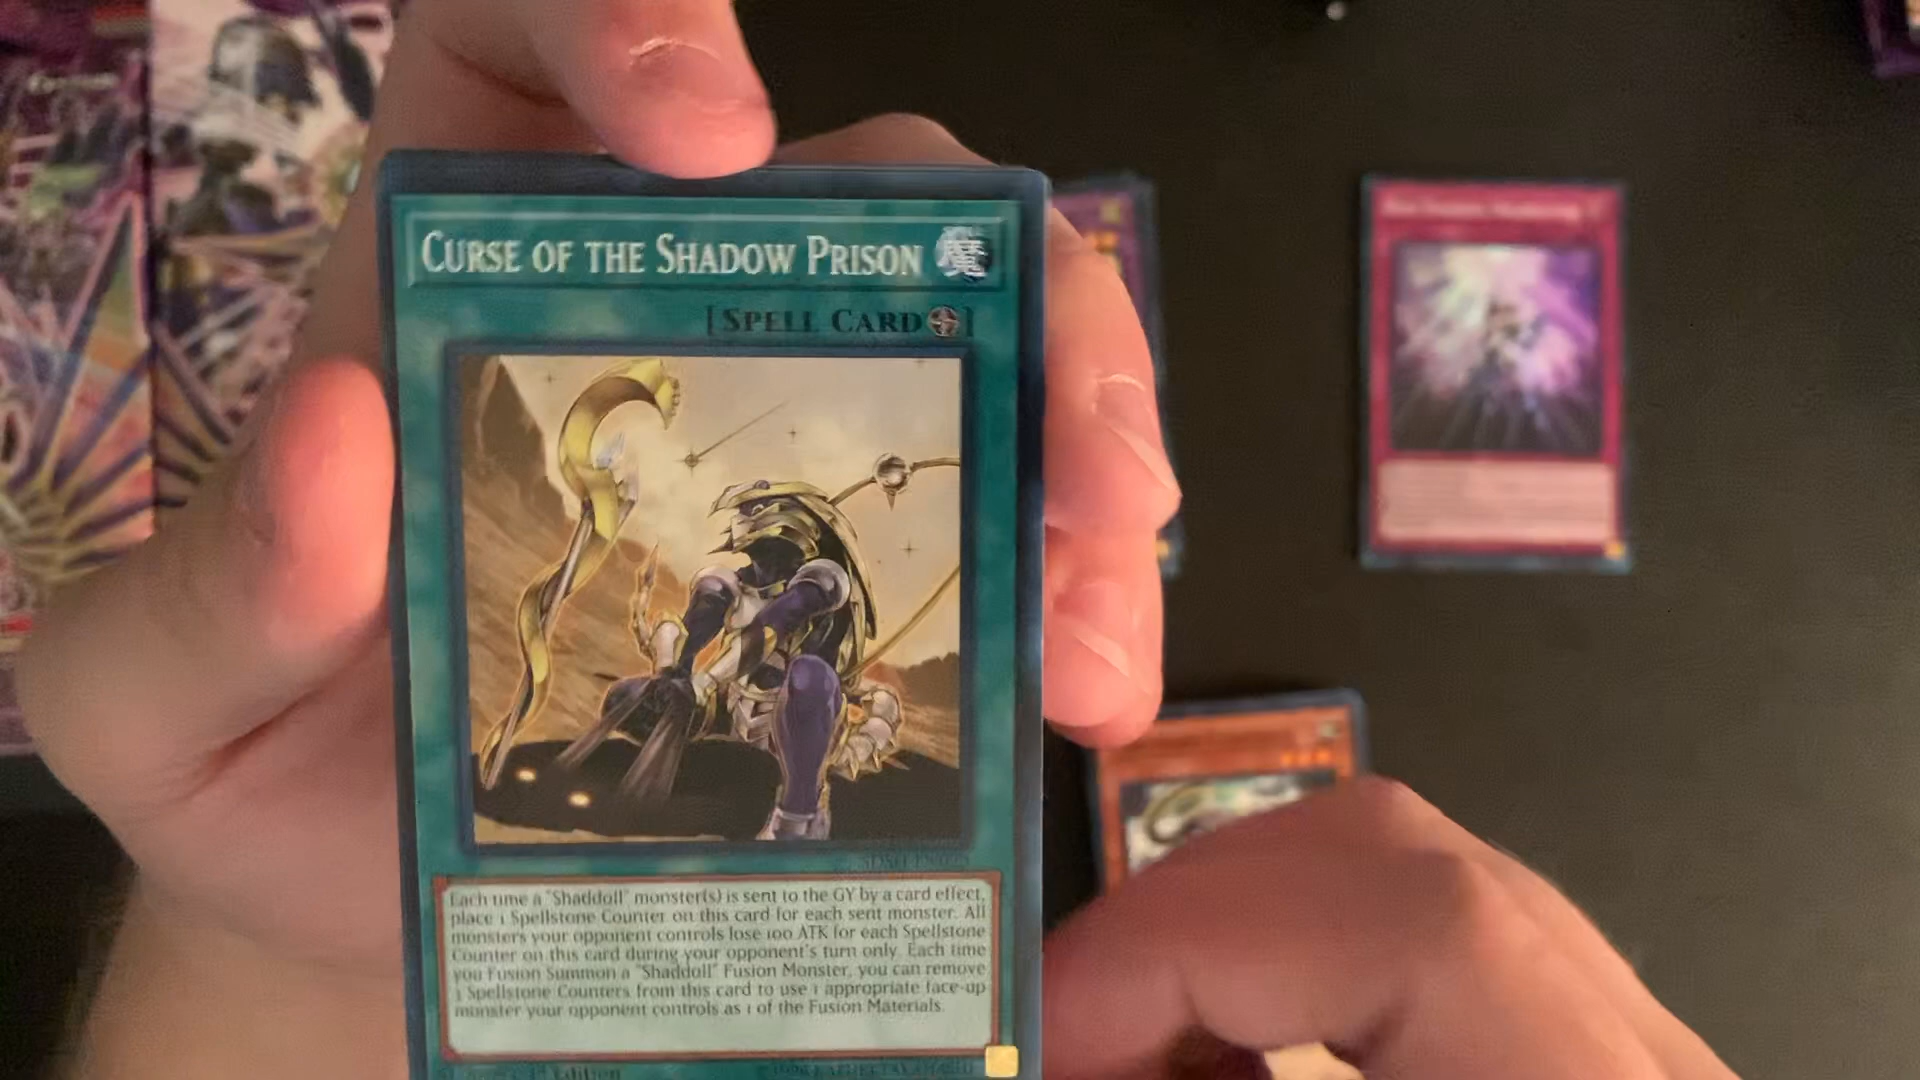 CURSE OF THE SHADOW PRISON 魔
[SPELL CARD]
Each time a "Shaddoll" monster(s) is sent to the GY by a card effect,
place 1 Spellstone Counter on this card for each sent monster. All
monsters your opponent controls lose 100 ATK for each Spellstone
Counter on this card during your opponent's turn only. Each time
you Fusion Summon a "Shaddoll" Fusion Monster, you can remove
Spellstone Counters from this card to use 1 appropriate face-up
monster your opponent controls as 1 of the Fusion Materials.
1st Edition